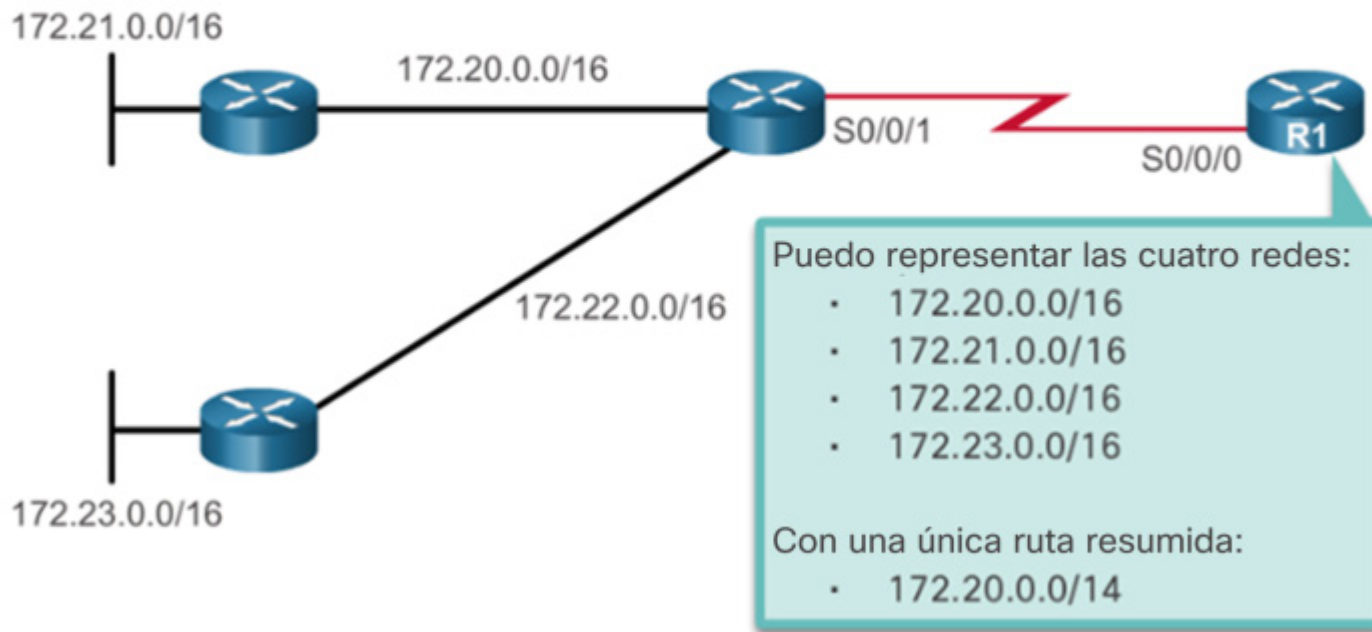 172.21.0.0/16
172.20.0.0/16
S0/0/1
S0/0/0
R1
172.22.0.0/16
172.23.0.0/16
Puedo representar las cuatro redes:
· 172.20.0.0/16
· 172.21.0.0/16
· 172.22.0.0/16
· 172.23.0.0/16
Con una única ruta resumida:
· 172.20.0.0/14